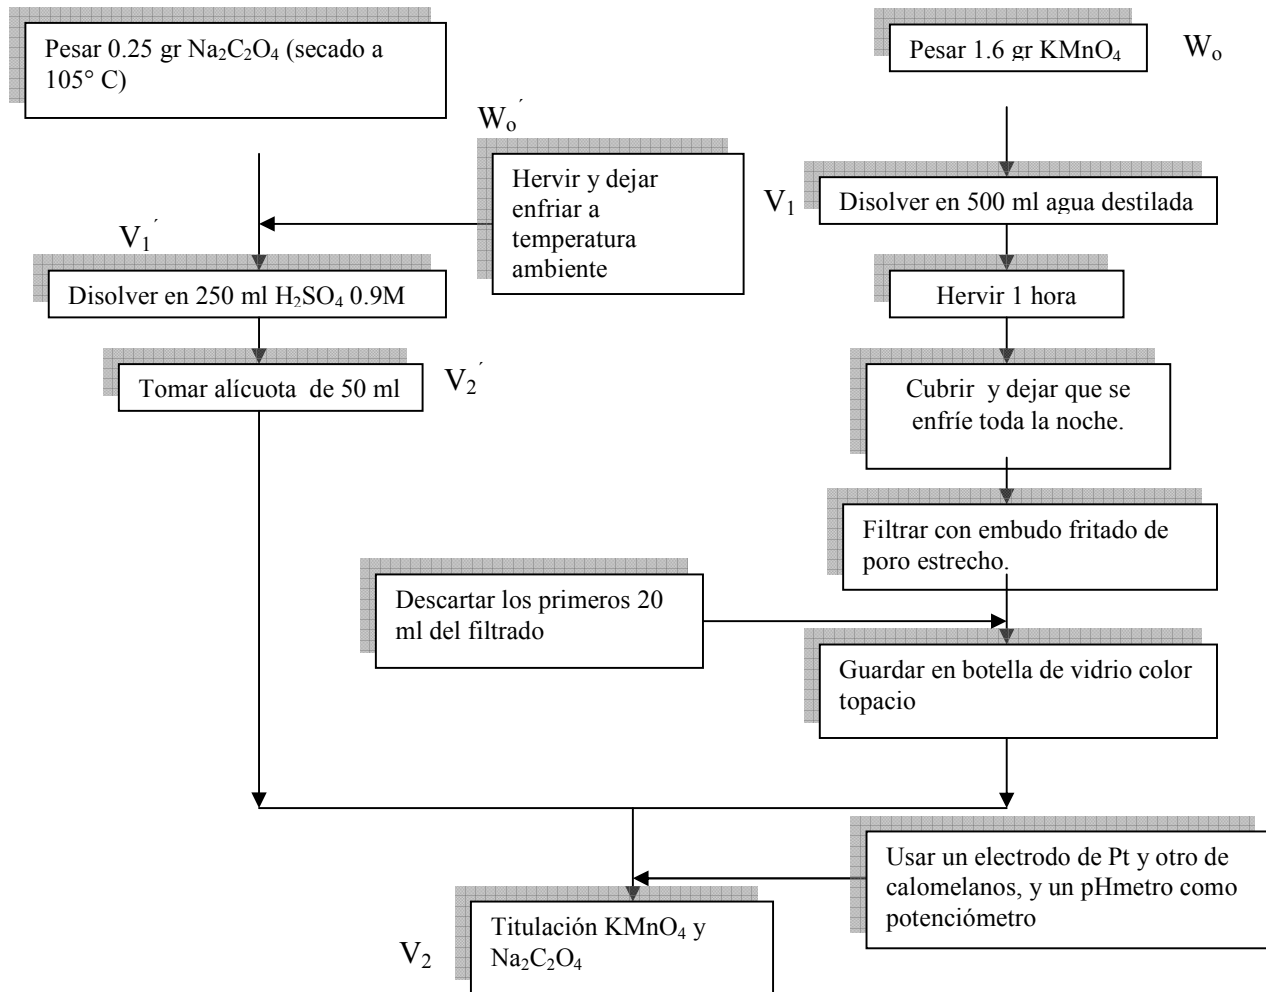 Pesar 0.25 gr Na₂C₂O₄ (secado a
105° C)
Pesar 1.6 gr KMnO₄
Wₒ
Wₒ´
Hervir y dejar
enfriar a
temperatura
ambiente
V₁
Disolver en 500 ml agua destilada
V₁´
Disolver en 250 ml H₂SO₄ 0.9M
Hervir 1 hora
Tomar alícuota de 50 ml
V₂´
Cubrir y dejar que se
enfríe toda la noche.
Filtrar con embudo fritado de
poro estrecho.
Descartar los primeros 20
ml del filtrado
Guardar en botella de vidrio color
topacio
Usar un electrodo de Pt y otro de
calomelanos, y un pHmetro como
potenciómetro
V₂
Titulación KMnO₄ y
Na₂C₂O₄